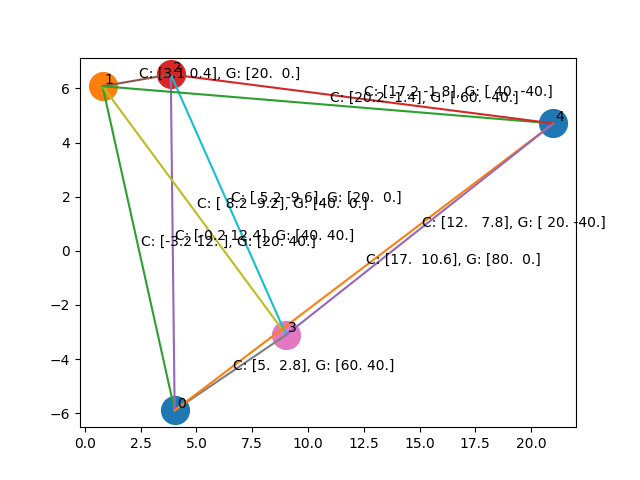 6
4
2
0
−2
−4
−6
0.0
2.5
5.0
7.5
10.0
12.5
15.0
17.5
20.0
1
2
4
3
0
C: [3.1 0.4], G: [20. 0.]
C: [17.2 -1.8], G: [ 40. -40.]
C: [20.2 -1.4], G: [ 60. -40.]
C: [ 5.2 -9.6], G: [20. 0.]
C: [ 8.2 -9.2], G: [40. 0.]
C: [12. 7.8], G: [ 20. -40.]
C: [-0.2 12.4], G: [40. 40.]
C: [-3.2 12. ], G: [20. 40.]
C: [17. 10.6], G: [80. 0.]
C: [5. 2.8], G: [60. 40.]